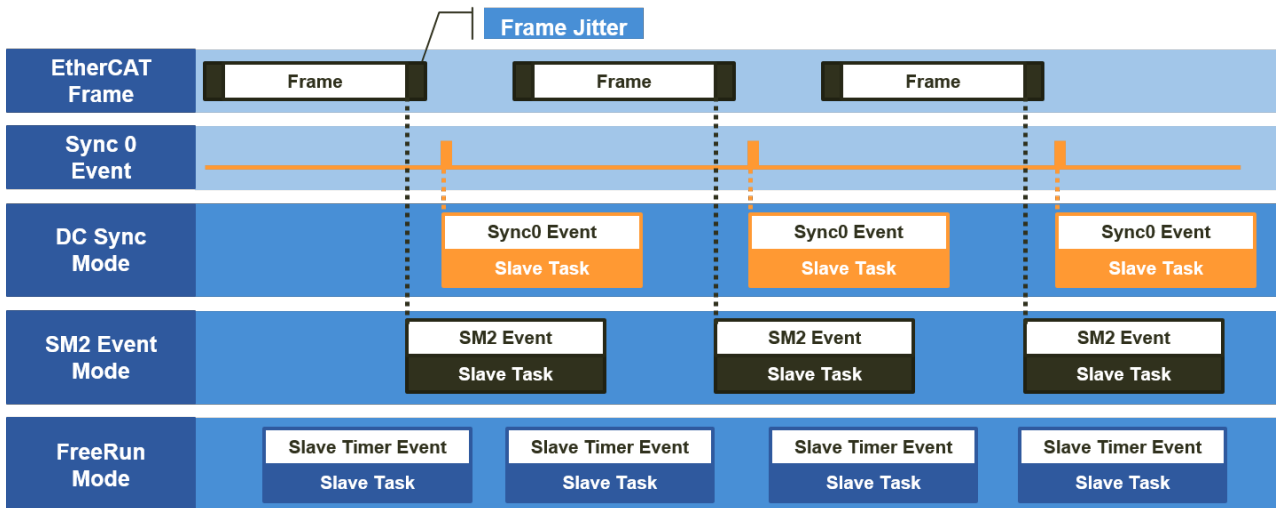 Frame Jitter
EtherCAT
Frame
Frame
Frame
Frame
Sync 0
Event
DC Sync
Mode
Sync0 Event
Slave Task
Sync0 Event
Slave Task
Sync0 Event
Slave Task
SM2 Event
Mode
SM2 Event
Slave Task
SM2 Event
Slave Task
SM2 Event
Slave Task
FreeRun
Mode
Slave Timer Event
Slave Task
Slave Timer Event
Slave Task
Slave Timer Event
Slave Task
Slave Timer Event
Slave Task